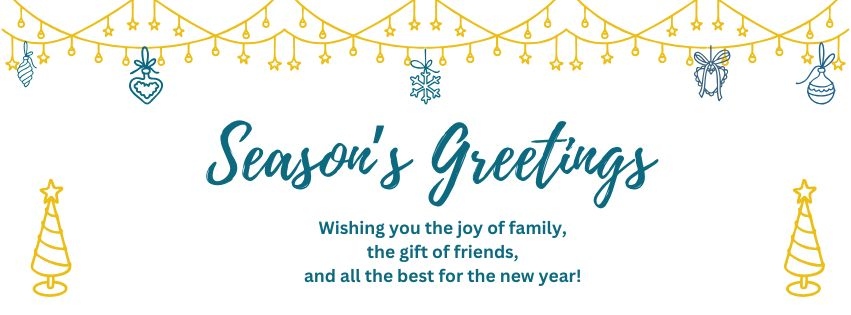 Season's Greetings
Wishing you the joy of family,
the gift of friends,
and all the best for the new year!